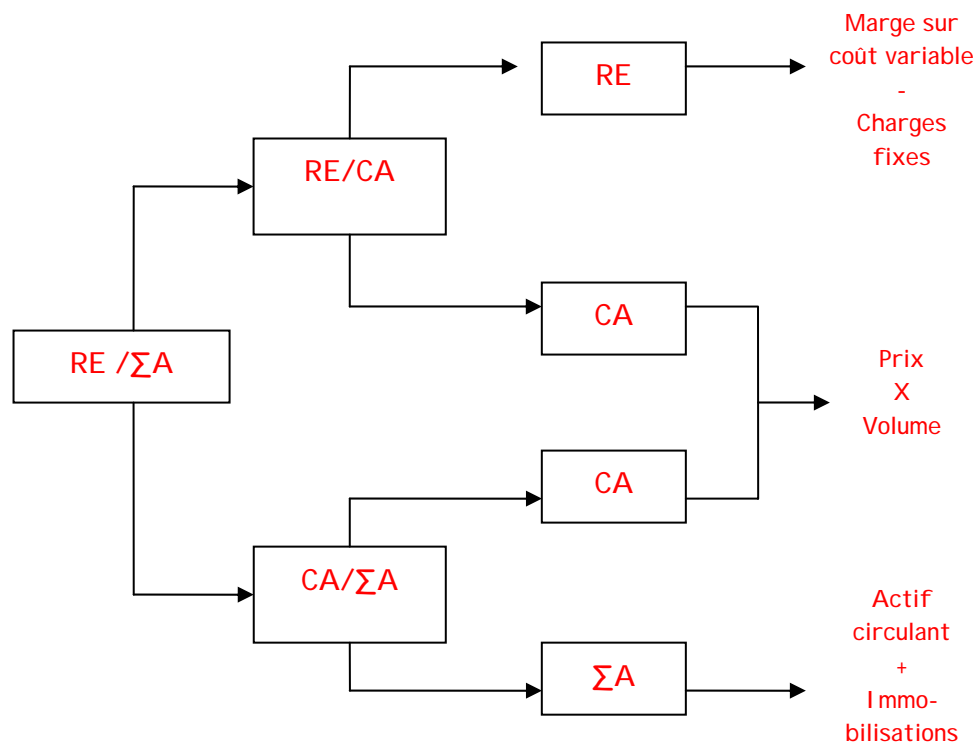 Marge sur
coût variable
-
Charges
fixes
RE
RE/CA
CA
RE /∑A
Prix
X
Volume
CA
CA/∑A
Actif
circulant
+
Immo-
bilisations
∑A